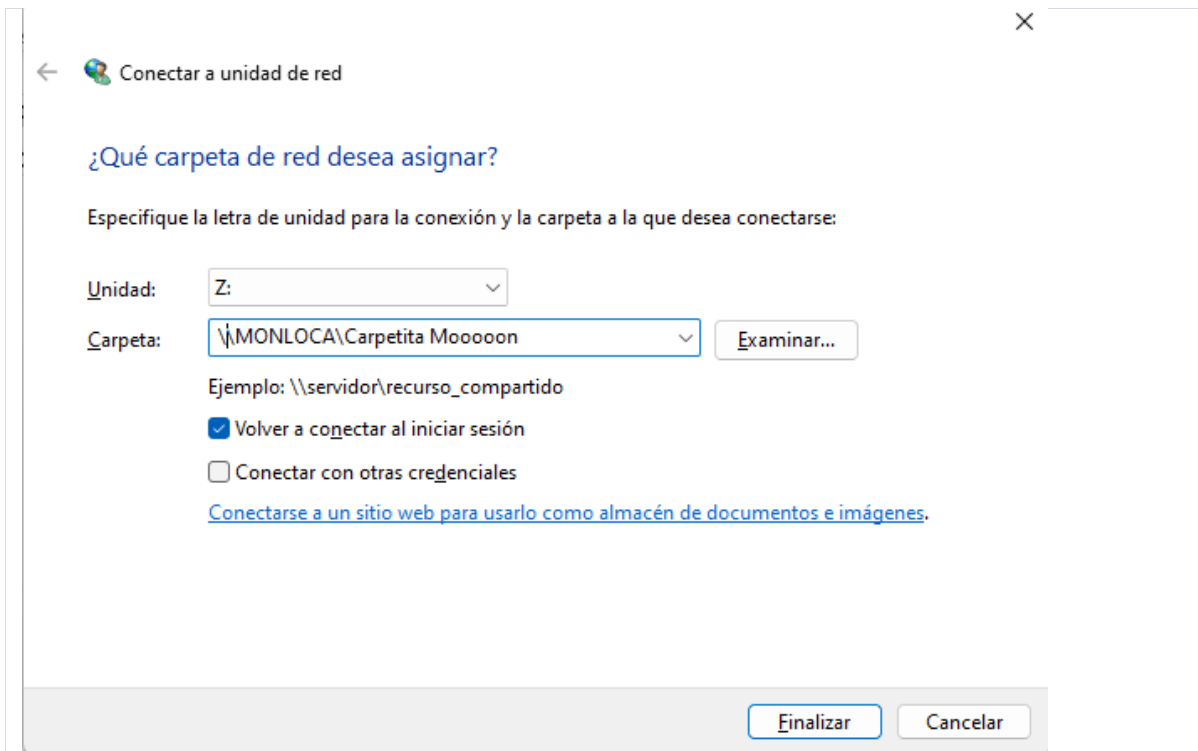 Conectar a unidad de red
¿Qué carpeta de red desea asignar?
Especifique la letra de unidad para la conexión y la carpeta a la que desea conectarse:
Unidad: Z:
Carpeta: \\MONLOCA\Carpetita Mooooon Examinar...
Ejemplo: \\servidor\recurso_compartido
Volver a conectar al iniciar sesión
Conectar con otras credenciales
Conectarse a un sitio web para usarlo como almacén de documentos e imágenes.
Finalizar Cancelar